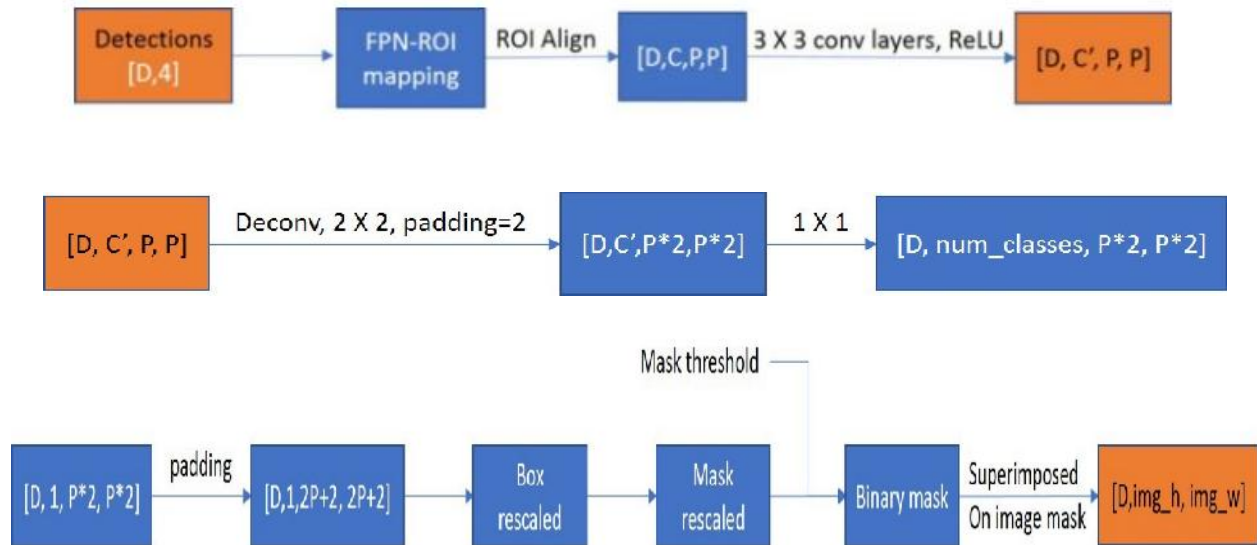 Detections
[D,4]
FPN-ROI
mapping
ROI Align
[D,C,P,P]
3 X 3 conv layers, ReLU
[D, C', P, P]
[D, C', P, P]
Deconv, 2 X 2, padding=2
[D,C',P*2,P*2]
1 X 1
[D, num_classes, P*2, P*2]
Mask threshold
[D, 1, P*2, P*2]
padding
[D,1,2P+2, 2P+2]
Box
rescaled
Mask
rescaled
Binary mask
Superimposed
On image mask
[D,img_h, img_w]